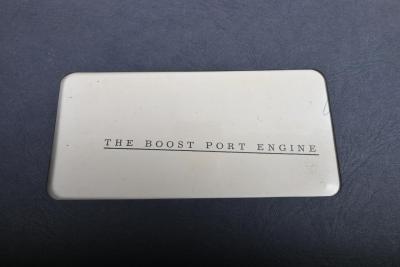 THE BOOST PORT ENGINE